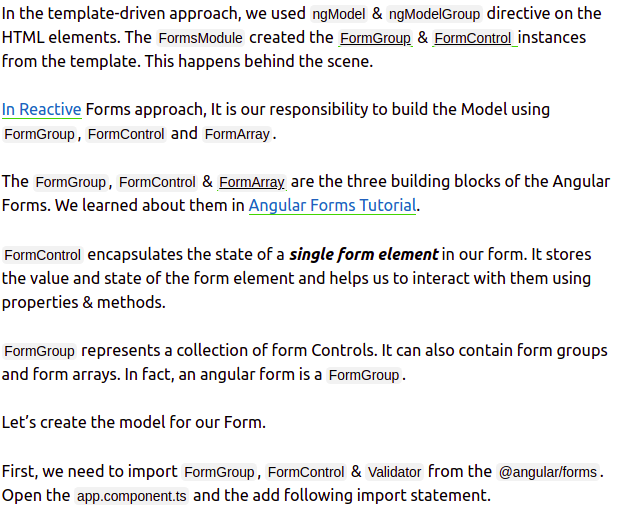 In the template-driven approach, we used ngModel & ngModelGroup directive on the
HTML elements. The FormsModule created the FormGroup & FormControl instances
from the template. This happens behind the scene.
In Reactive Forms approach, It is our responsibility to build the Model using
FormGroup, FormControl and FormArray.
The FormGroup, FormControl & FormArray are the three building blocks of the Angular
Forms. We learned about them in Angular Forms Tutorial.
FormControl encapsulates the state of a single form element in our form. It stores
the value and state of the form element and helps us to interact with them using
properties & methods.
FormGroup represents a collection of form Controls. It can also contain form groups
and form arrays. In fact, an angular form is a FormGroup.
Let’s create the model for our Form.
First, we need to import FormGroup, FormControl & Validator from the @angular/forms.
Open the app.component.ts and the add following import statement.